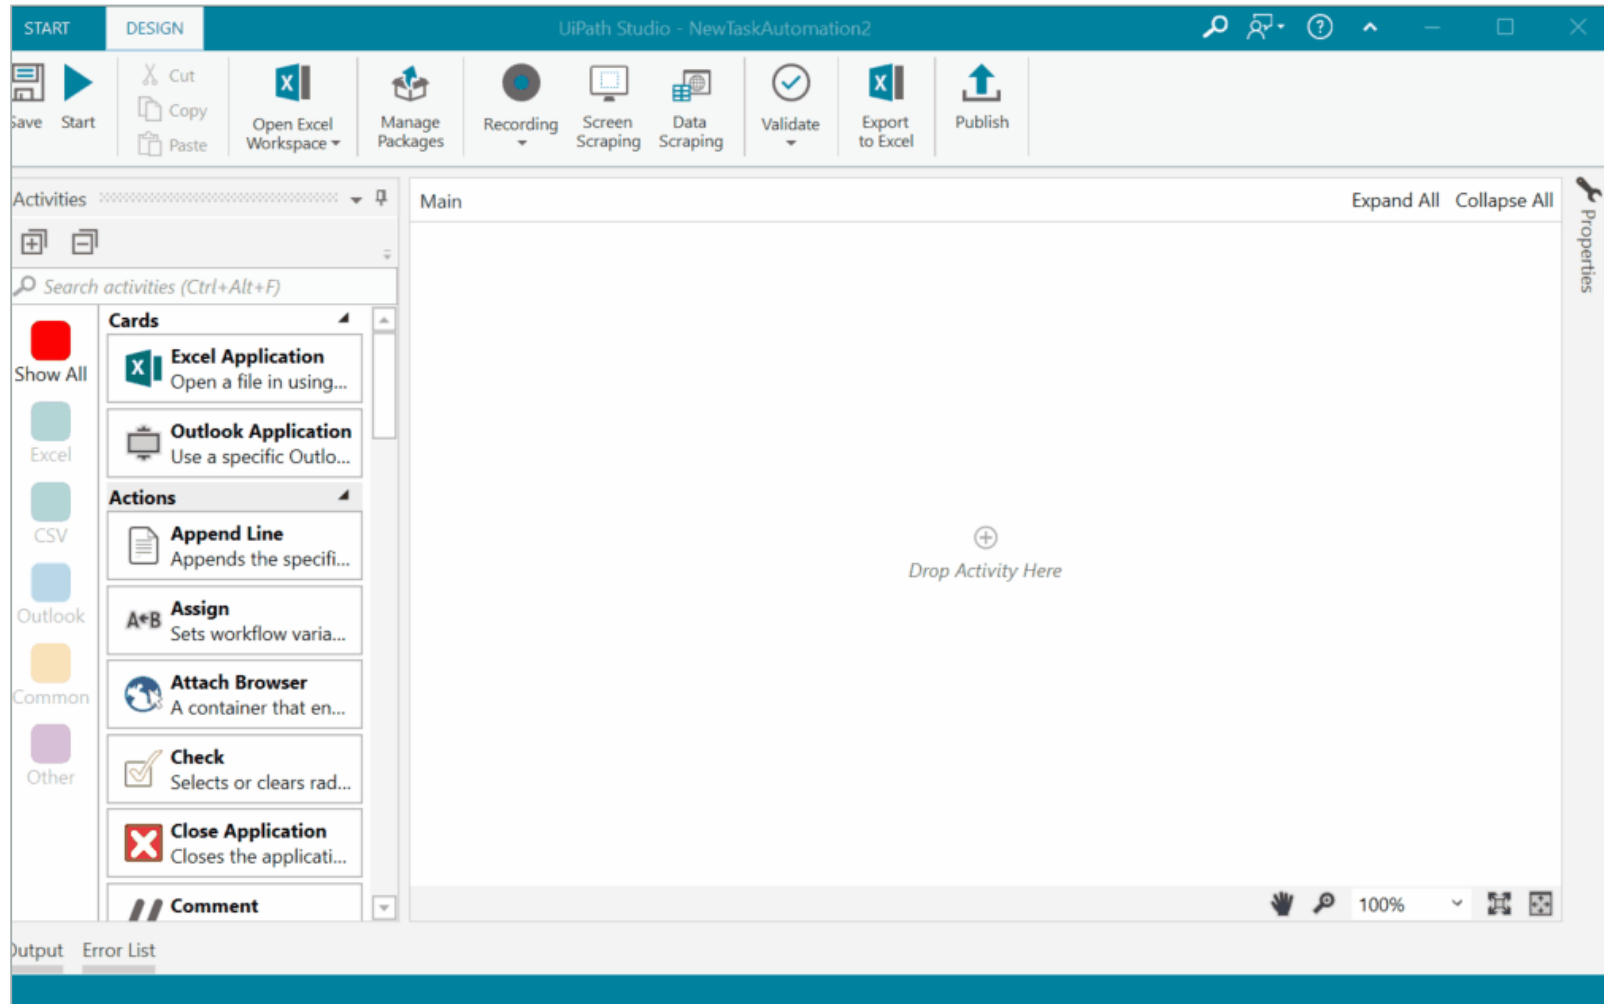 START
DESIGN
UiPath Studio - NewTaskAutomation2
Save
Start
Cut
Copy
Paste
Open Excel
Workspace
Manage
Packages
Recording
Screen
Scraping
Data
Scraping
Validate
Export
to Excel
Publish
Activities
Search activities (Ctrl+Alt+F)
Show All
Excel
CSV
Outlook
Common
Other
Cards
Excel Application
Open a file in using...
Outlook Application
Use a specific Outlo...
Actions
Append Line
Appends the specifi...
A←B
Assign
Sets workflow varia...
Attach Browser
A container that en...
Check
Selects or clears rad...
Close Application
Closes the applicati...
Comment
Main
Expand All Collapse All
Drop Activity Here
100%
Properties
Output
Error List